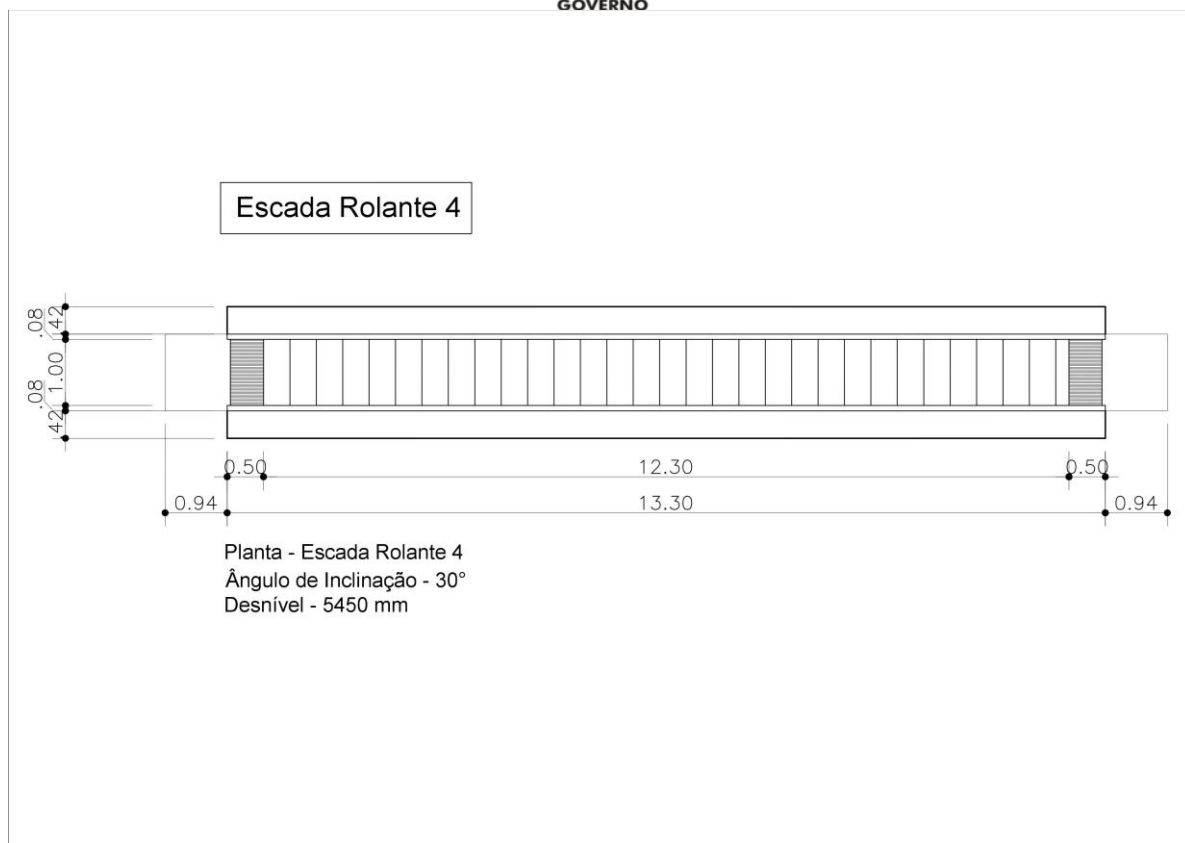 GOVERNO
Escada Rolante 4
.42
.08
1.00
.08
.42
0.50 12.30 0.50
0.94 13.30 0.94
Planta - Escada Rolante 4
Ângulo de Inclinação - 30°
Desnível - 5450 mm